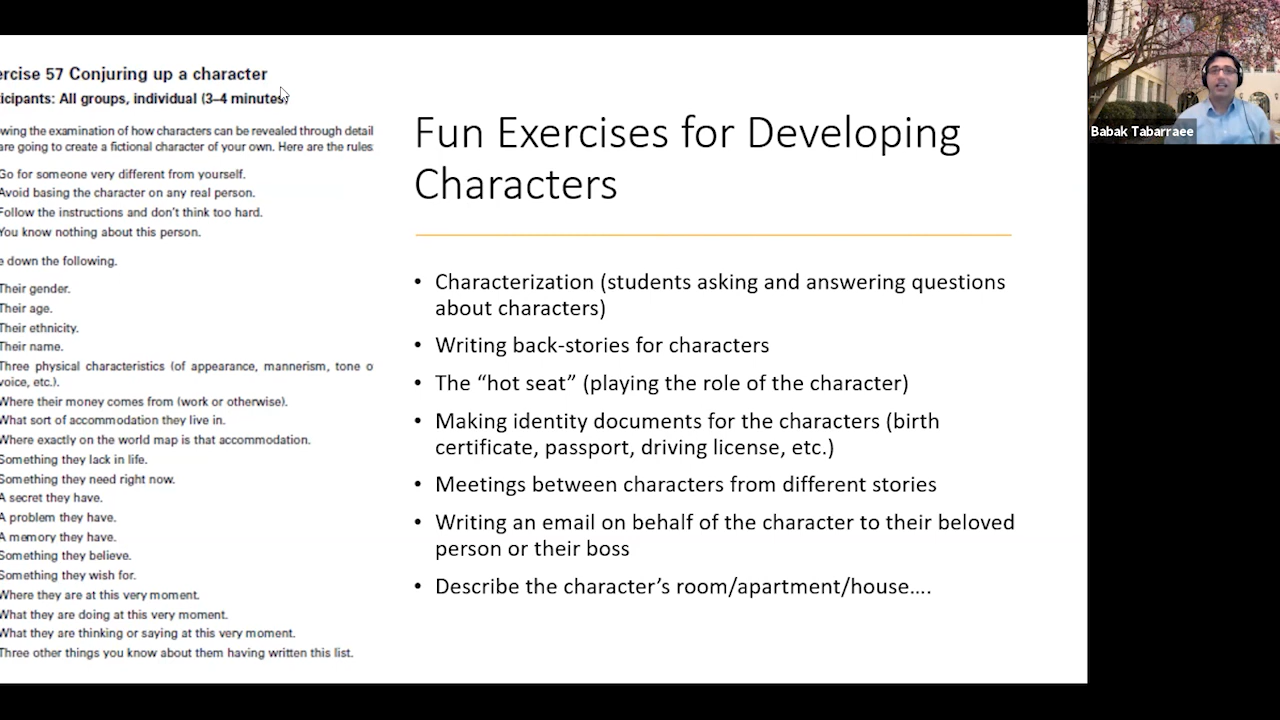 ercise 57 Conjuring up a character
ticipants: All groups, individual (3–4 minutes)
wing the examination of how characters can be revealed through detail
are going to create a fictional character of your own. Here are the rules
Go for someone very different from yourself.
Avoid basing the character on any real person.
Follow the instructions and don't think too hard.
You know nothing about this person.
e down the following.
Their gender.
Their age.
Their ethnicity.
Their name.
Three physical characteristics (of appearance, mannerism, tone o
voice, etc.).
Where their money comes from (work or otherwise).
What sort of accommodation they live in.
Where exactly on the world map is that accommodation.
Something they lack in life.
Something they need right now.
A secret they have.
A problem they have.
A memory they have.
Something they believe.
Something they wish for.
Where they are at this very moment.
What they are doing at this very moment.
What they are thinking or saying at this very moment.
Three other things you know about them having written this list.
Fun Exercises for Developing
Characters
• Characterization (students asking and answering questions
about characters)
• Writing back-stories for characters
• The “hot seat” (playing the role of the character)
• Making identity documents for the characters (birth
certificate, passport, driving license, etc.)
• Meetings between characters from different stories
• Writing an email on behalf of the character to their beloved
person or their boss
• Describe the character’s room/apartment/house….
Babak Tabarraee